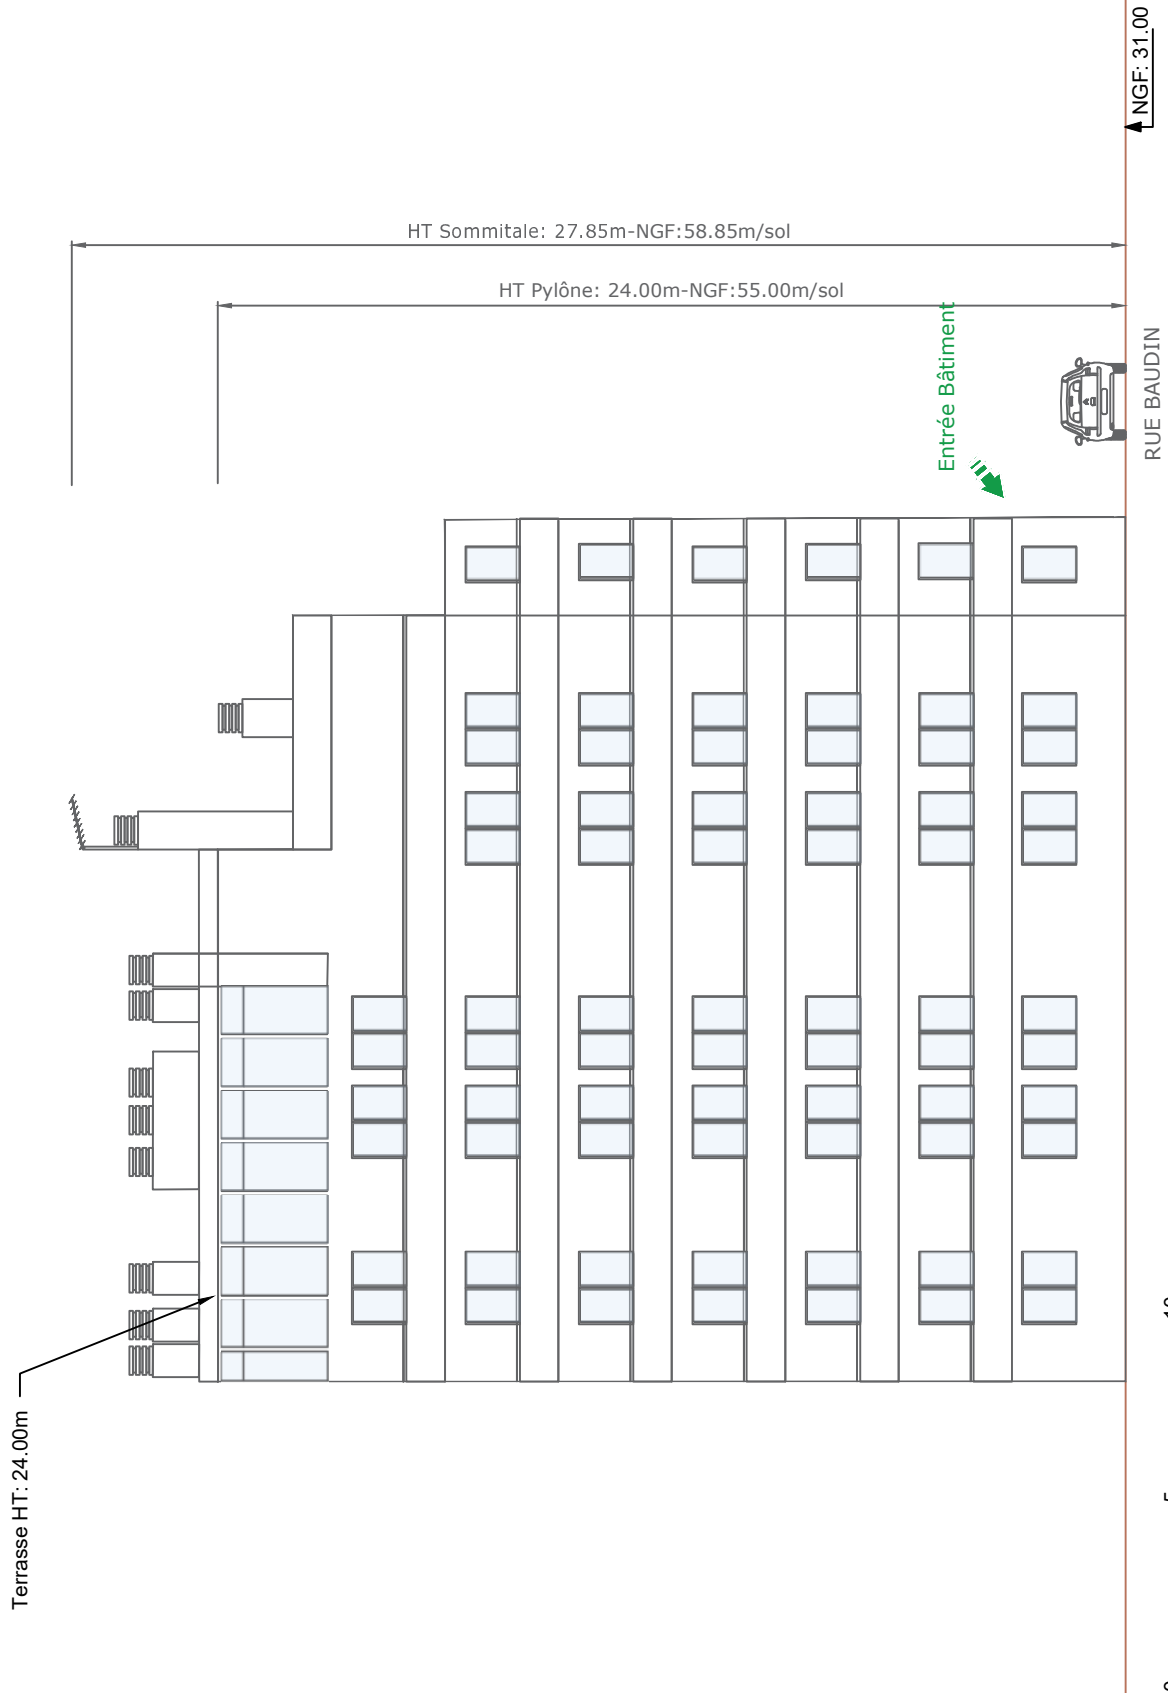 NGF: 31.00
HT Sommitale: 27.85m-NGF:58.85m/sol
HT Pylône: 24.00m-NGF:55.00m/sol
Entrée Bâtiment
RUE BAUDIN
Terrasse HT: 24.00m